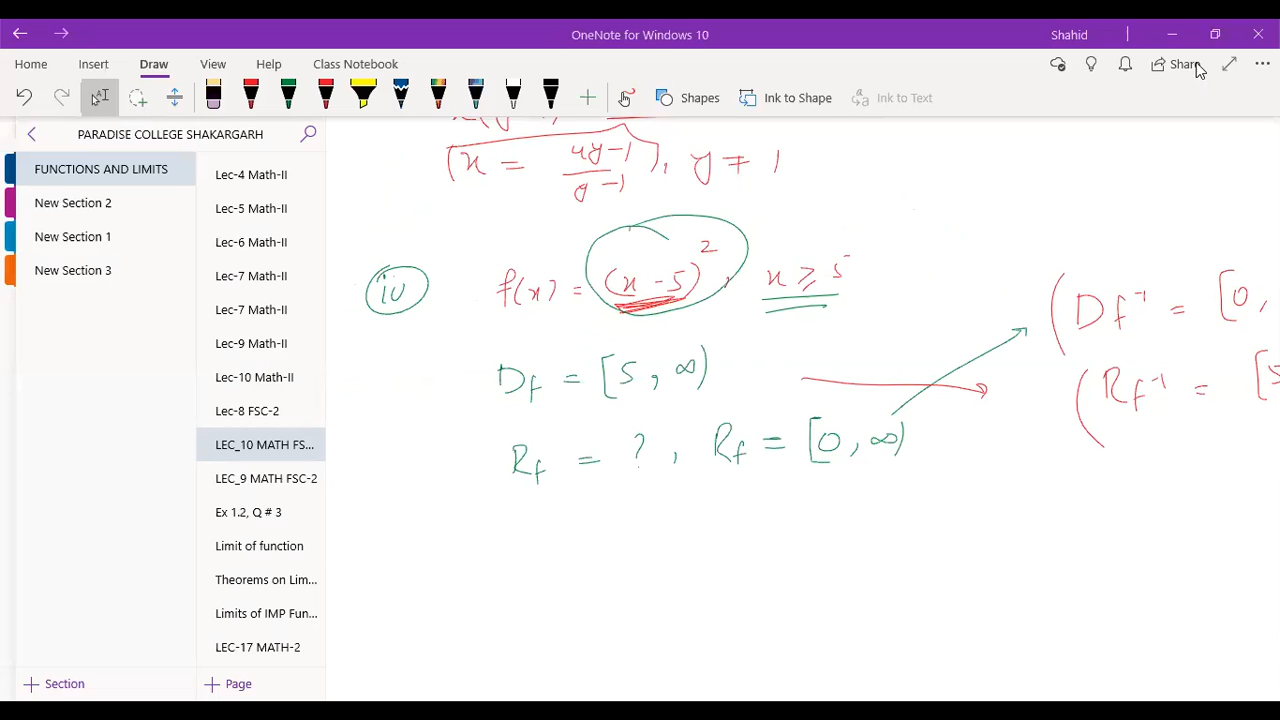 OneNote for Windows 10
Shahid
Home Insert Draw View Help Class Notebook
Share
Shapes Ink to Shape Ink to Text
PARADISE COLLEGE SHAKARGARH
FUNCTIONS AND LIMITS
New Section 2
New Section 1
New Section 3
Lec-4 Math-II
Lec-5 Math-II
Lec-6 Math-II
Lec-7 Math-II
Lec-7 Math-II
Lec-9 Math-II
Lec-10 Math-II
Lec-8 FSC-2
LEC_10 MATH FS...
LEC_9 MATH FSC-2
Ex 1.2, Q # 3
Limit of function
Theorems on Lim...
Limits of IMP Fun...
LEC-17 MATH-2
+ Section
+ Page
(x = 4y-1/y-1), y ≠ 1
iv f(x) = (x-5)², x ≥ 5
Df = [5, ∞)
Rf = ?, Rf = [0, ∞)
(Df⁻¹ = [0,
(Rf⁻¹ = [5